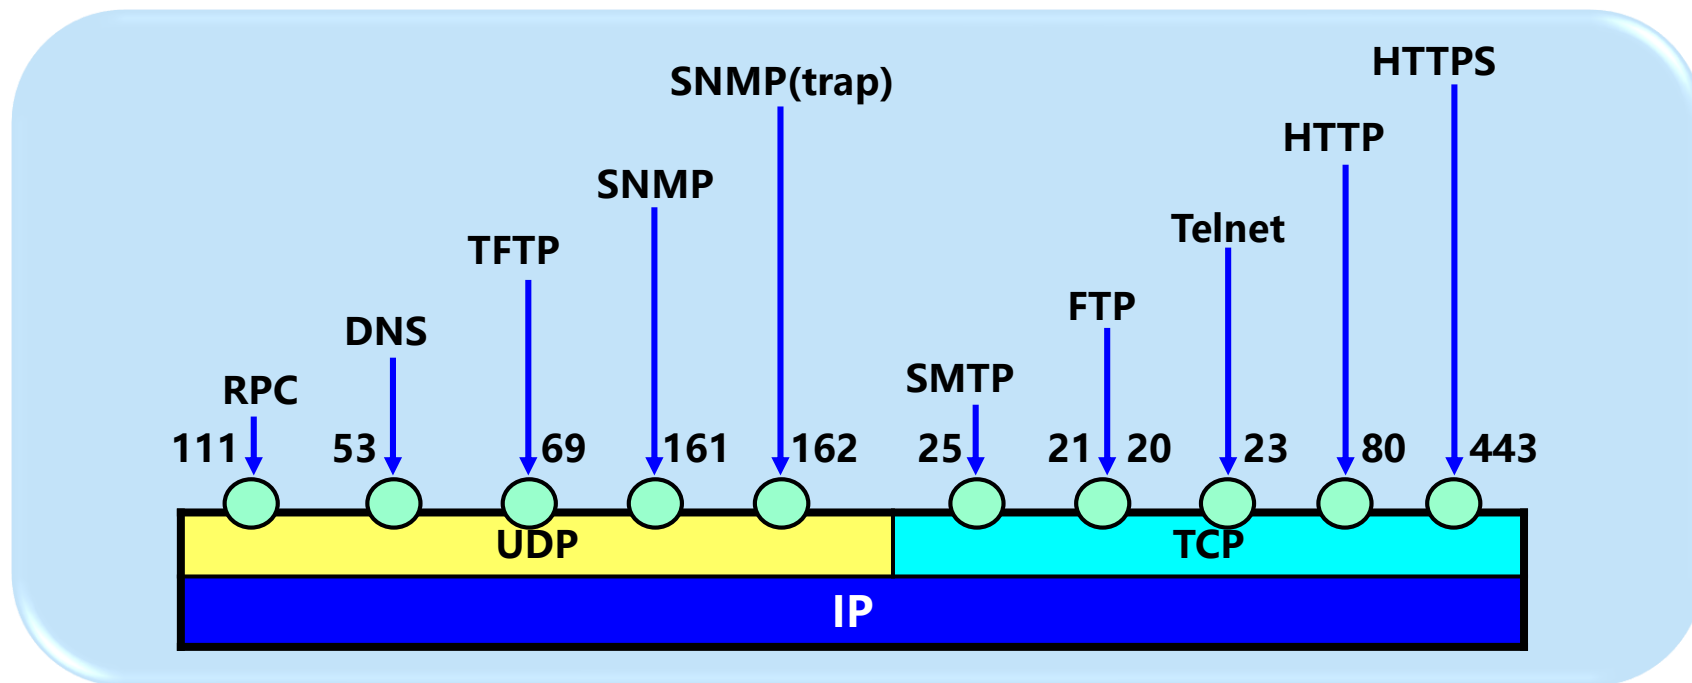 HTTPS
SNMP(trap)
HTTP
SNMP
Telnet
TFTP
FTP
DNS
SMTP
RPC
111 53 69 161 162 25 21 20 23 80 443
UDP TCP
IP